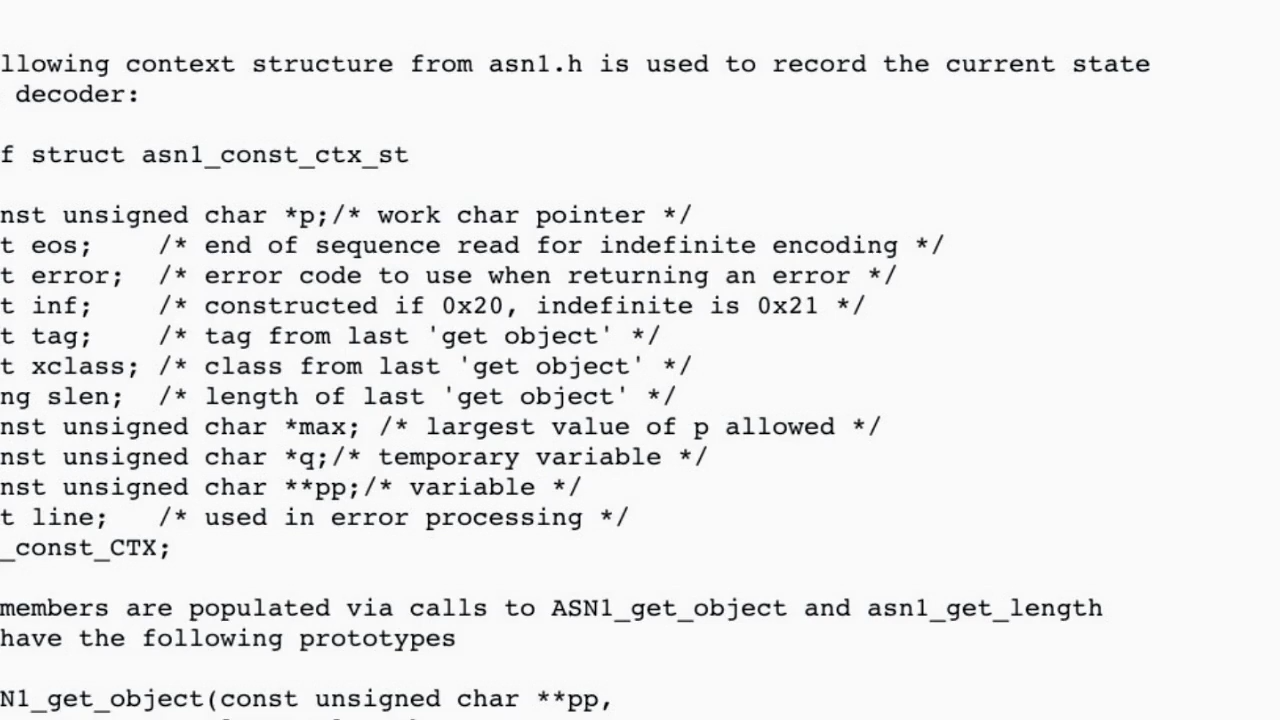 llowing context structure from asn1.h is used to record the current state
decoder:
f struct asn1_const_ctx_st
nst unsigned char *p;/* work char pointer */
t eos;    /* end of sequence read for indefinite encoding */
t error;  /* error code to use when returning an error */
t inf;    /* constructed if 0x20, indefinite is 0x21 */
t tag;    /* tag from last 'get object' */
t xclass; /* class from last 'get object' */
ng slen;  /* length of last 'get object' */
nst unsigned char *max; /* largest value of p allowed */
nst unsigned char *q;/* temporary variable */
nst unsigned char **pp;/* variable */
t line;   /* used in error processing */
_const_CTX;
members are populated via calls to ASN1_get_object and asn1_get_length
have the following prototypes
N1_get_object(const unsigned char **pp,